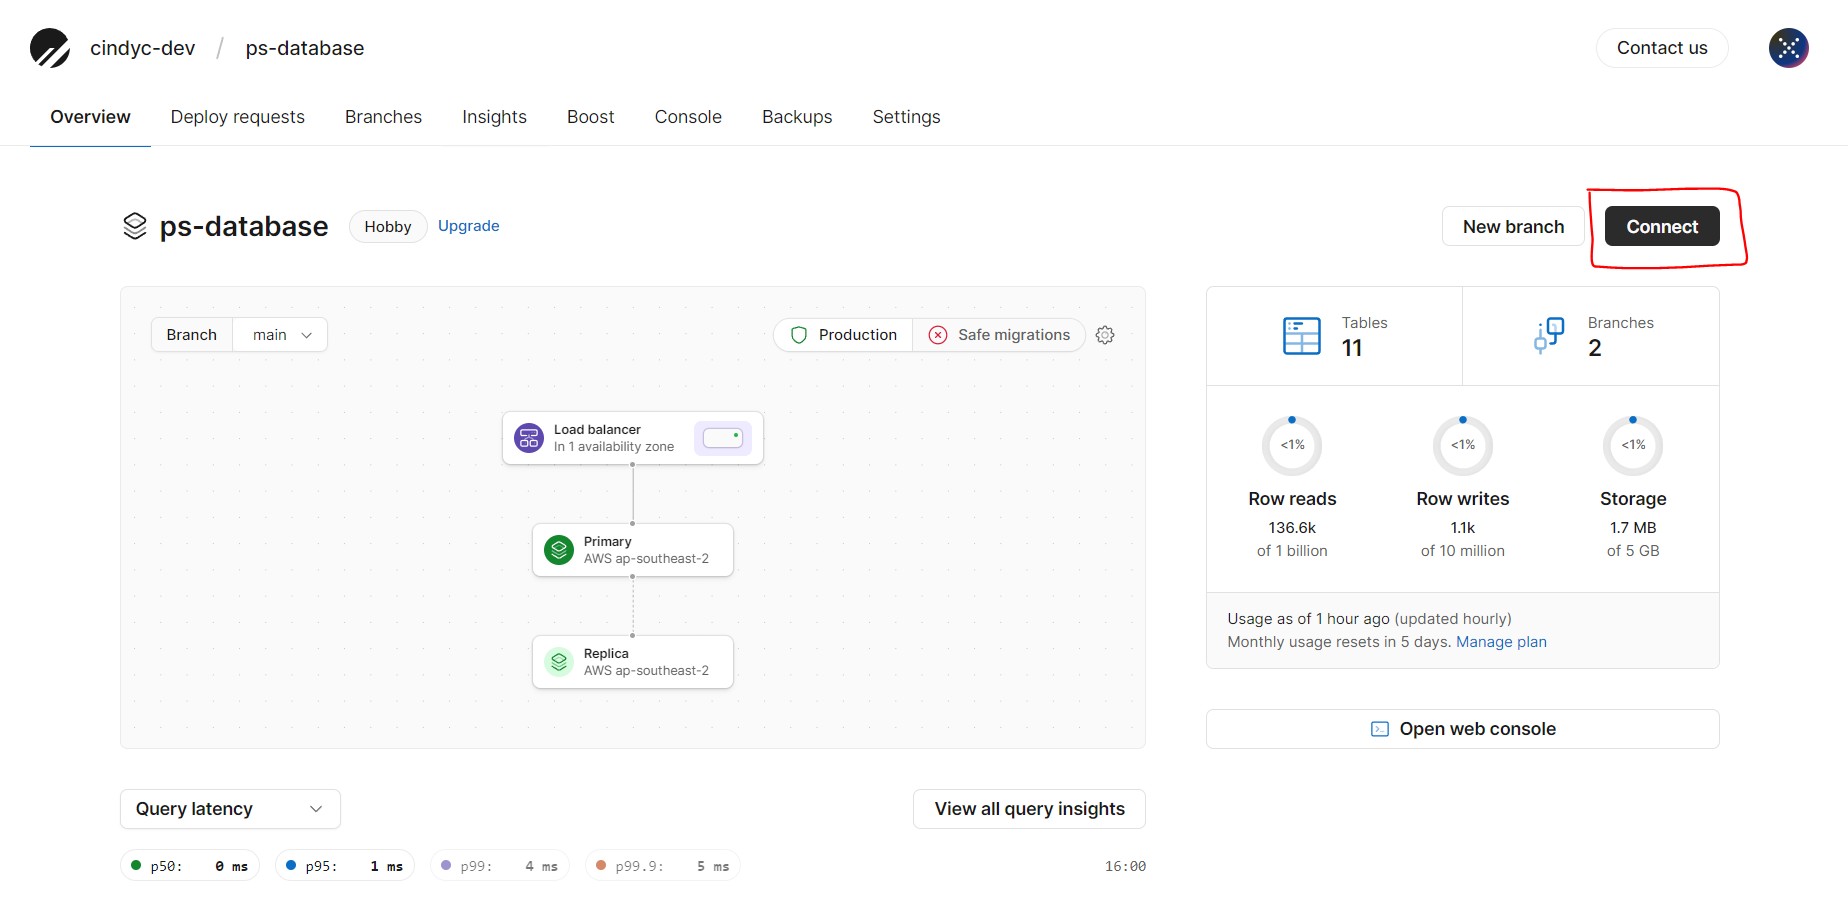 cindyc-dev / ps-database
Contact us
Overview Deploy requests Branches Insights Boost Console Backups Settings
ps-database Hobby Upgrade
New branch Connect
Branch main
Production Safe migrations
Load balancer
In 1 availability zone
Primary
AWS ap-southeast-2
Replica
AWS ap-southeast-2
Tables
11
Branches
2
<1% <1% <1%
Row reads Row writes Storage
136.6k 1.1k 1.7 MB
of 1 billion of 10 million of 5 GB
Usage as of 1 hour ago (updated hourly)
Monthly usage resets in 5 days. Manage plan
Open web console
Query latency
View all query insights
p50: 0 ms p95: 1 ms p99: 4 ms p99.9: 5 ms 16:00